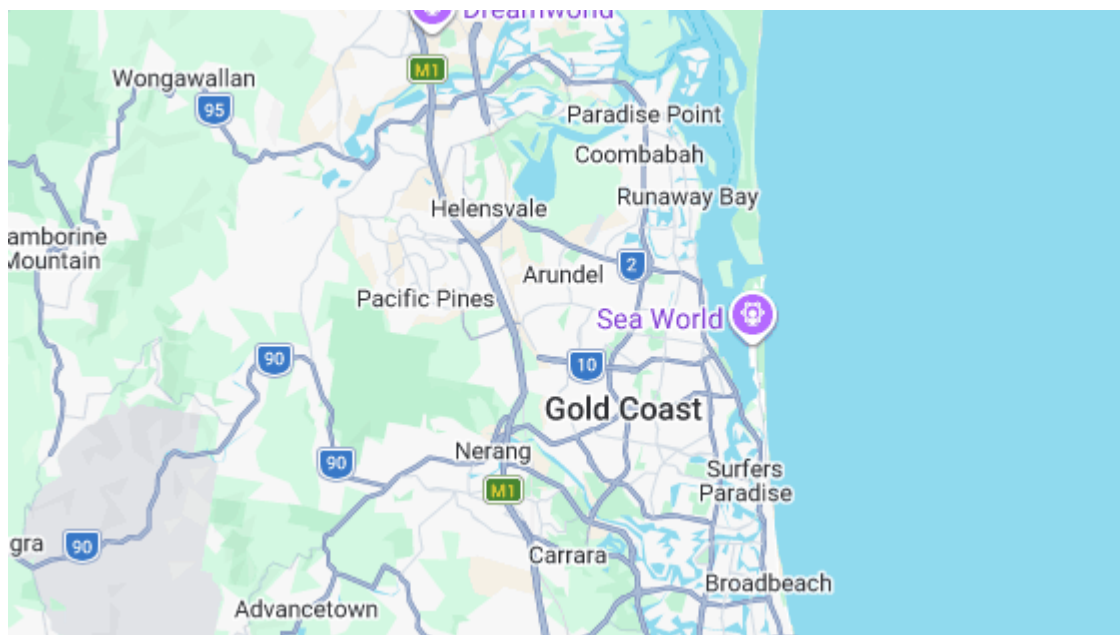 Dreamworld
M1
Wongawallan
95
Paradise Point
Coombabah
Runaway Bay
Helensvale
amborine
Mountain
2
Arundel
Pacific Pines
Sea World
90
10
Gold Coast
Nerang
90
Surfers
Paradise
M1
gra
90
Carrara
Broadbeach
Advancetown